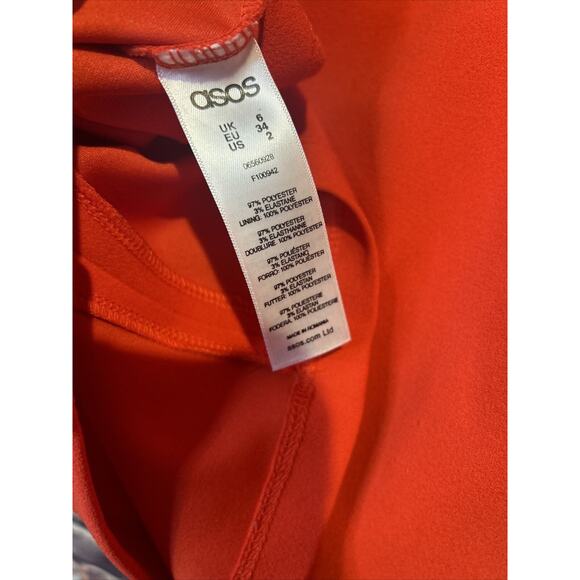 asos
UK 6
EU 34
US 2
06560928
F100942
97% POLYESTER
3% ELASTANE
LINING: 100% POLYESTER
97% POLYESTER
3% ELASTHANNE
DOUBLURE: 100% POLYESTER
97% POLIÉSTER
3% ELASTANO
FORRO: 100% POLIÉSTER
97% POLYESTER
3% ELASTAN
FUTTER: 100% POLYESTER
97% POLIESTERE
3% ELASTAN
FODERA: 100% POLIESTERE
MADE IN ROMANIA
asos.com Ltd